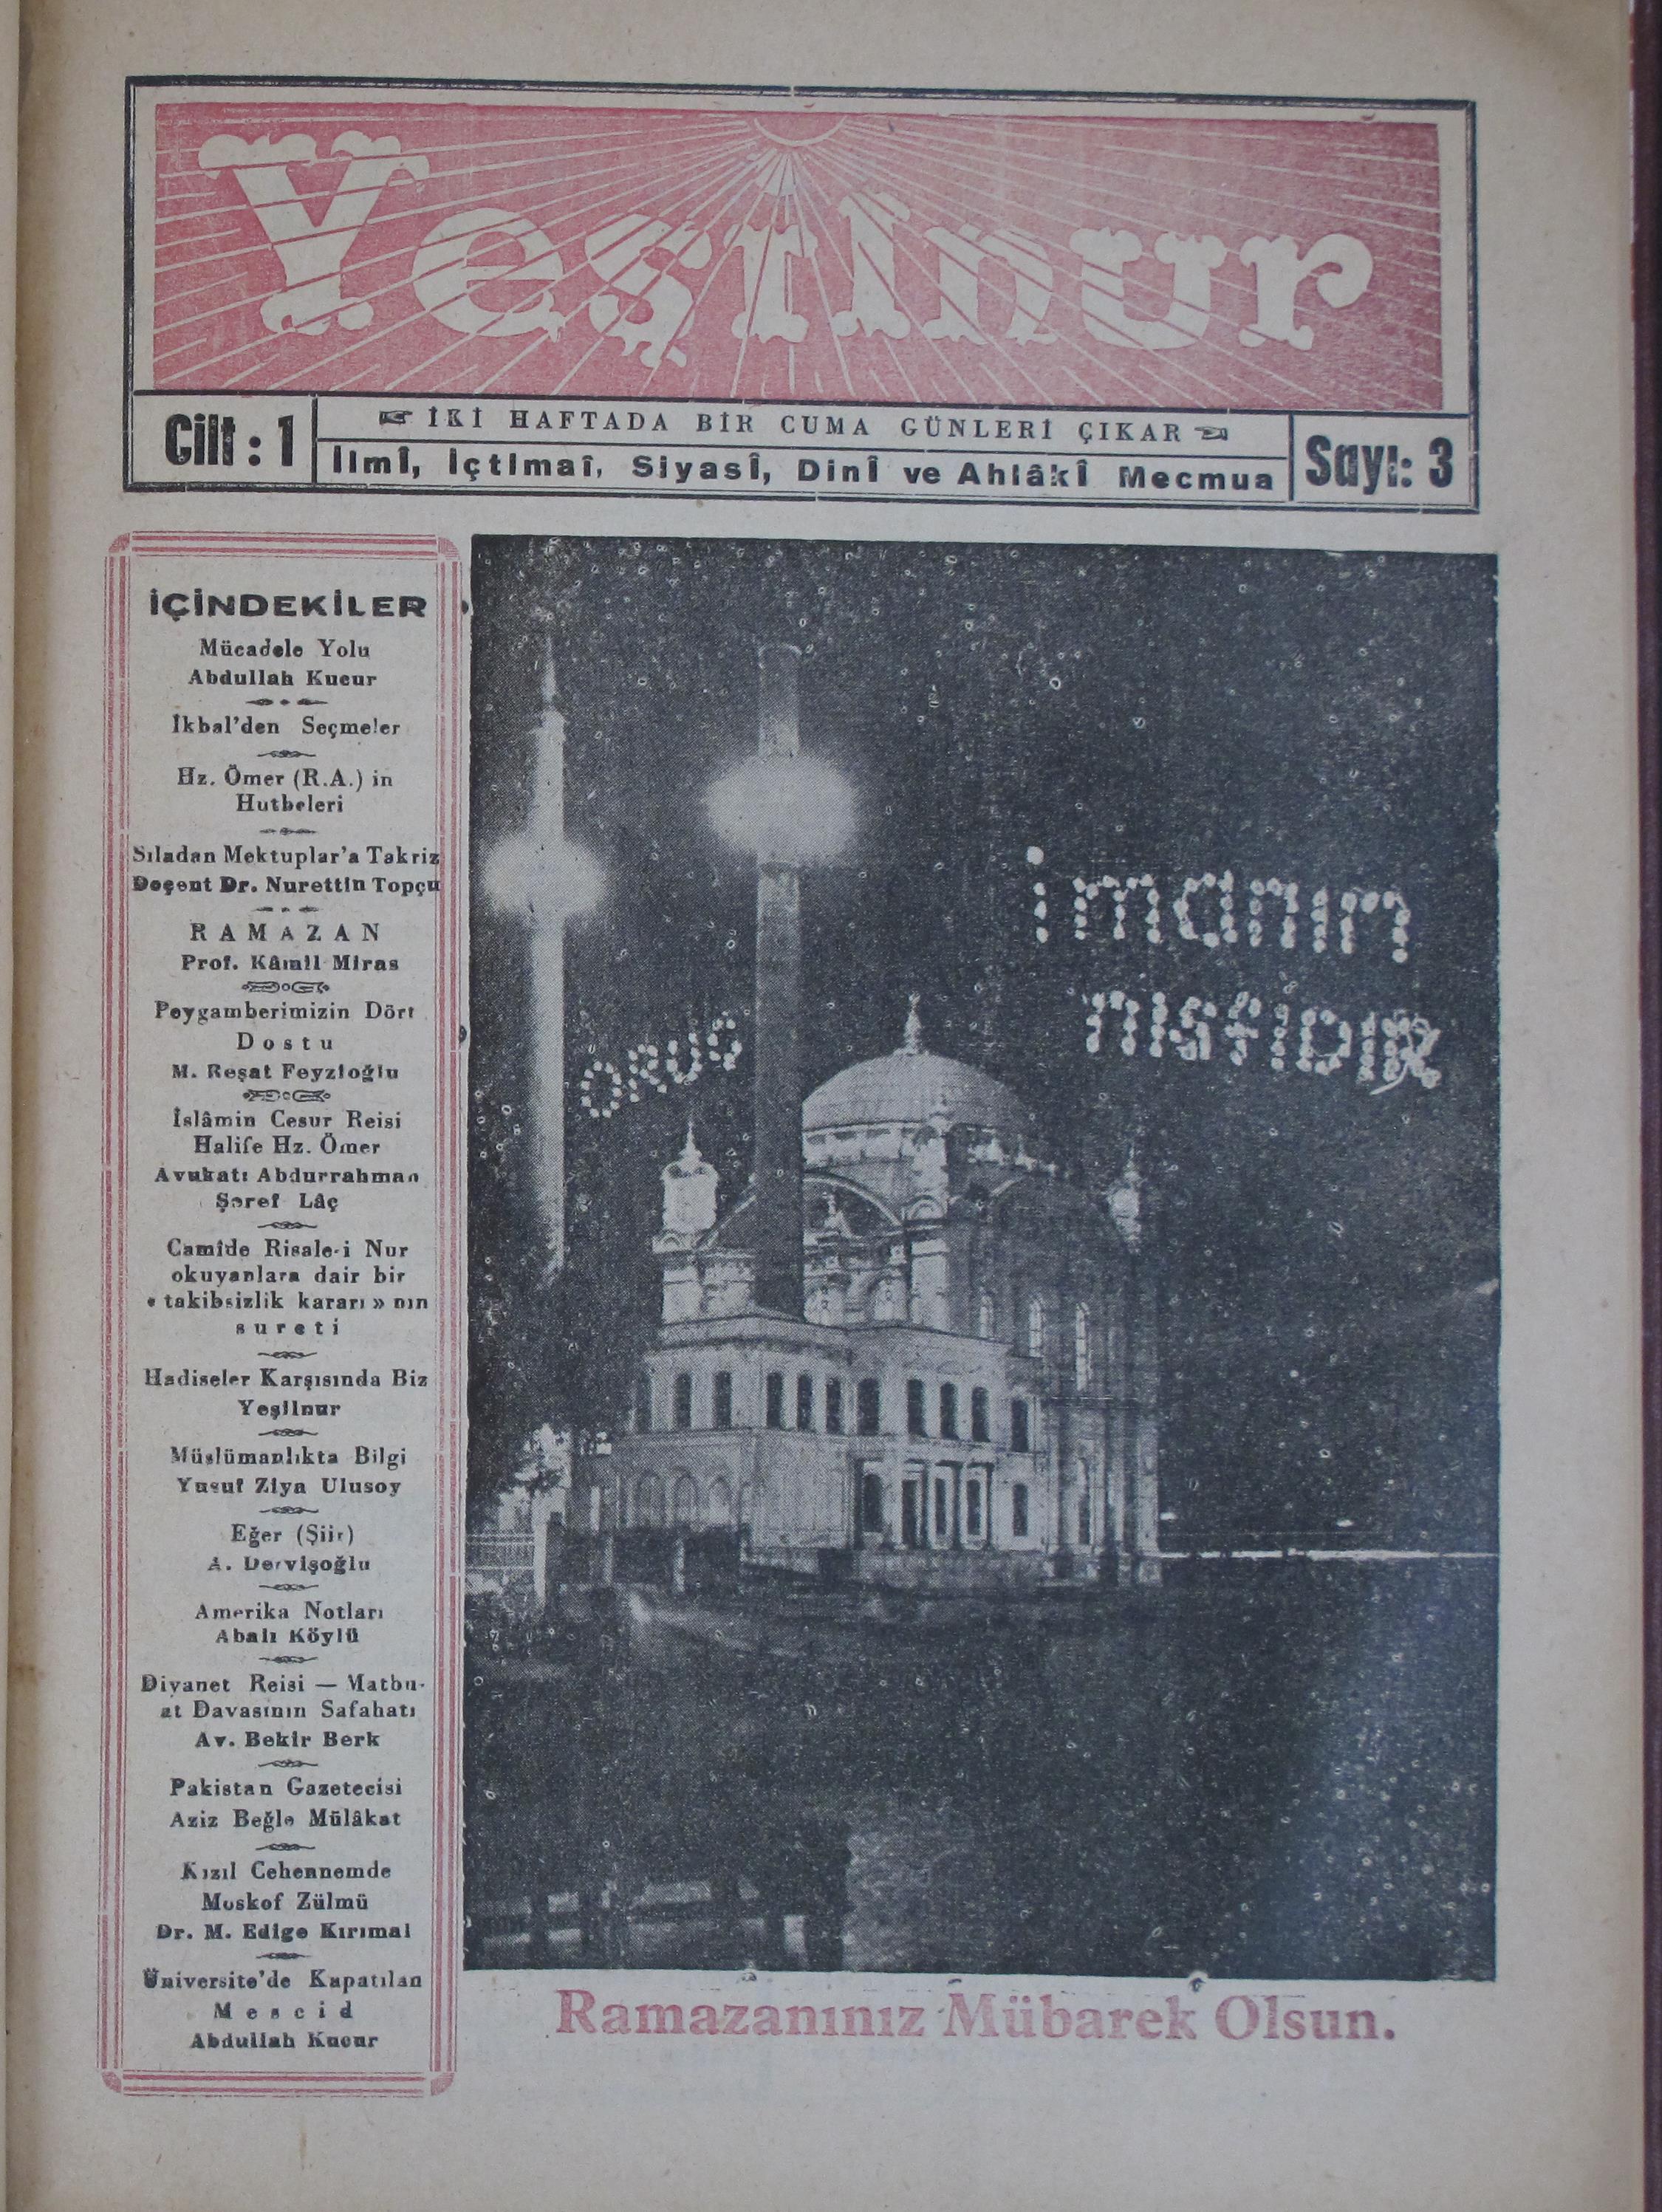 Yeşilnur
Cilt: 1
İKİ HAFTADA BİR CUMA GÜNLERİ ÇIKAR
İlmî, İçtimaî, Siyasî, Dinî ve Ahlâkî Mecmua
Sayı: 3
İÇİNDEKİLER
Mücadele Yolu
Abdullah Kucur
İkbal'den Seçmeler
Hz. Ömer (R.A.) in
Hutbeleri
Sıladan Mektuplar'a Takriz
Doçent Dr. Nurettin Topçu
RAMAZAN
Prof. Kâmil Miras
Peygamberimizin Dört
Dostu
M. Reşat Feyzioğlu
İslâmin Cesur Reisi
Halife Hz. Ömer
Avukatı Abdurrahman
Şeref Lâç
Camîde Risale-i Nur
okuyanlara dair bir
« takibsizlik kararı » nın
sureti
Hadiseler Karşısında Biz
Yeşilnur
Müslümanlıkta Bilgi
Yusuf Ziya Ulusoy
Eğer (Şiir)
A. Dervişoğlu
Amerika Notları
Abalı Köylü
Diyanet Reisi — Matbu-
at Davasının Safahatı
Av. Bekir Berk
Pakistan Gazetecisi
Aziz Beğle Mülâkat
Kızıl Cehennemde
Moskof Zülmü
Dr. M. Edige Kırımal
Üniversite'de Kapatılan
Mescid
Abdullah Kucur
oruç
imanın
nısfıdır
Ramazanınız Mübarek Olsun.